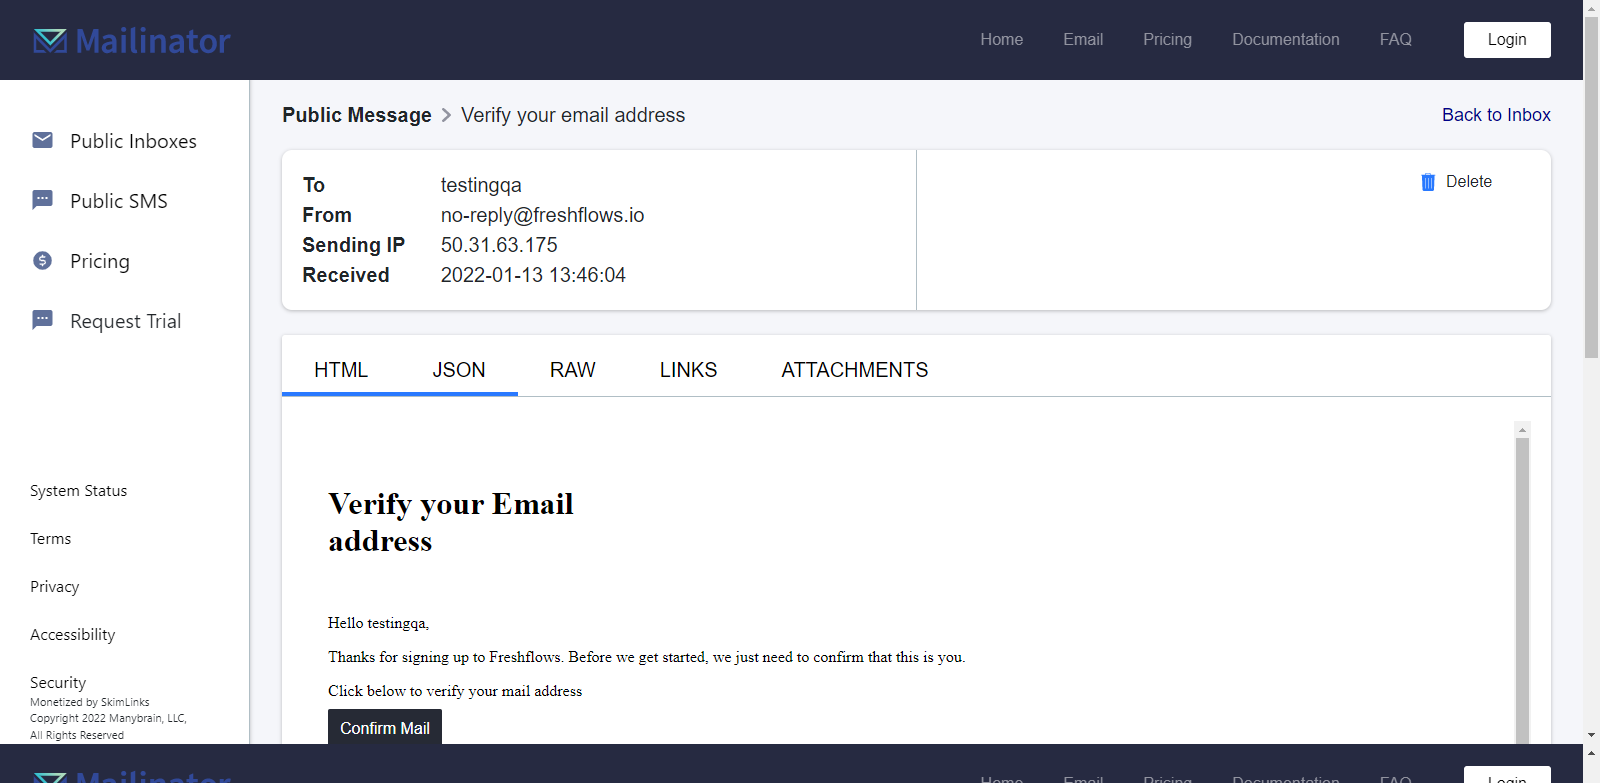 Mailinator
Home Email Pricing Documentation FAQ Login
Public Inboxes
Public SMS
Pricing
Request Trial
System Status
Terms
Privacy
Accessibility
Security
Monetized by SkimLinks
Copyright 2022 Manybrain, LLC,
All Rights Reserved
Public Message > Verify your email address
Back to Inbox
To testingqa
From no-reply@freshflows.io
Sending IP 50.31.63.175
Received 2022-01-13 13:46:04
Delete
HTML JSON RAW LINKS ATTACHMENTS
Verify your Email
address
Hello testingqa,
Thanks for signing up to Freshflows. Before we get started, we just need to confirm that this is you.
Click below to verify your mail address
Confirm Mail
Mailinator
Home Email Pricing Documentation FAQ Login